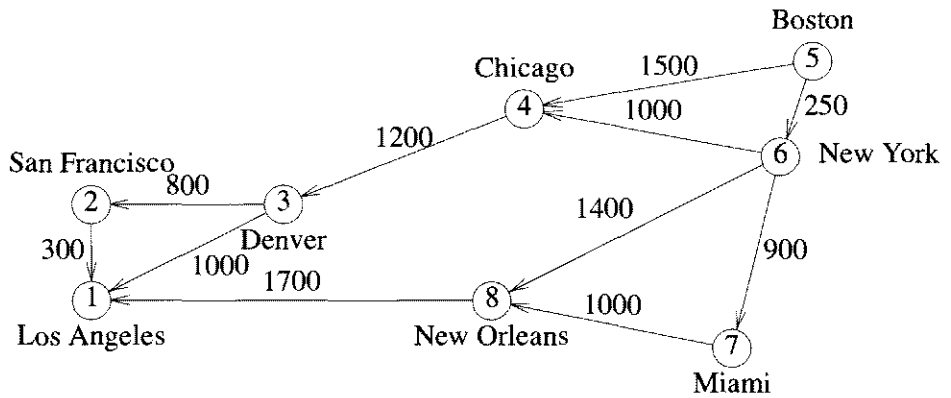 Boston
5
1500
Chicago
4
250
1000
1200
6 New York
San Francisco
800
2
3
1400
Denver
300
900
1000
1700
1
8
1000
Los Angeles
New Orleans
7
Miami